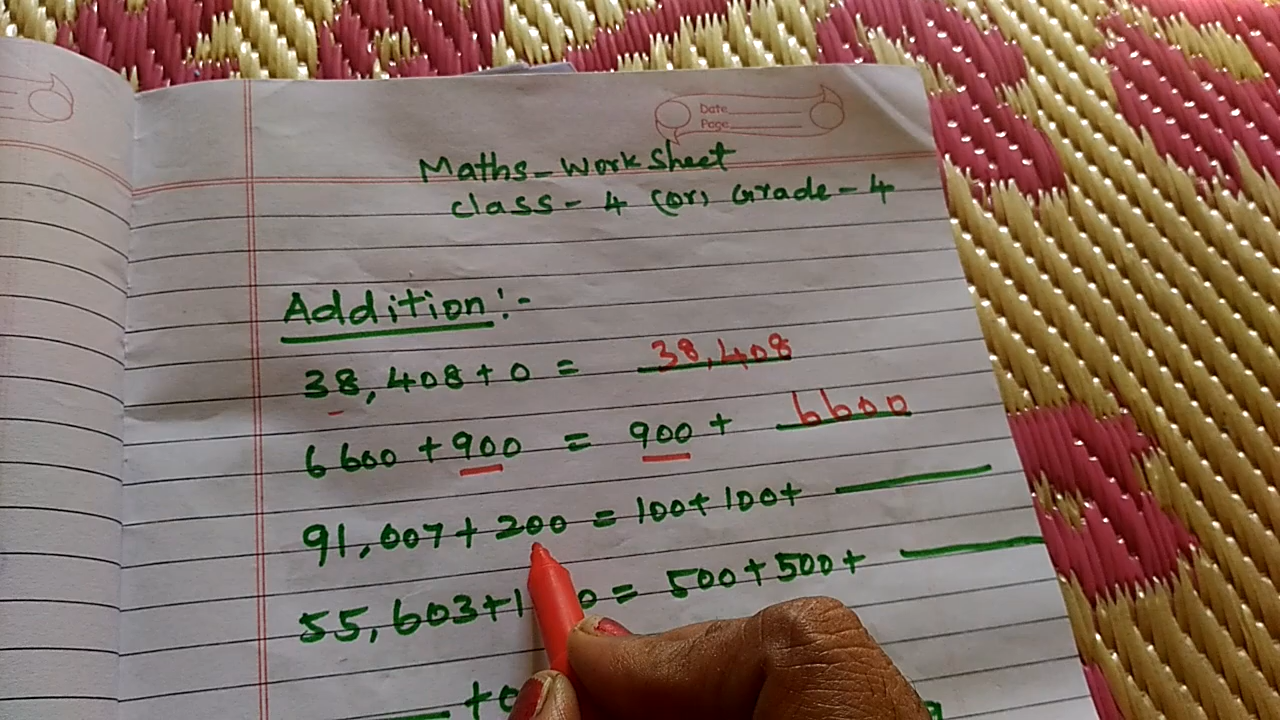 Date
Page
Maths-Work Sheet
Class-4 (or) Grade-4
Addition:-
38,408+0 = 38,408
6600+900 = 900+ 6600
91,007+200 = 100+100+
55,603+1 0= 500+500+